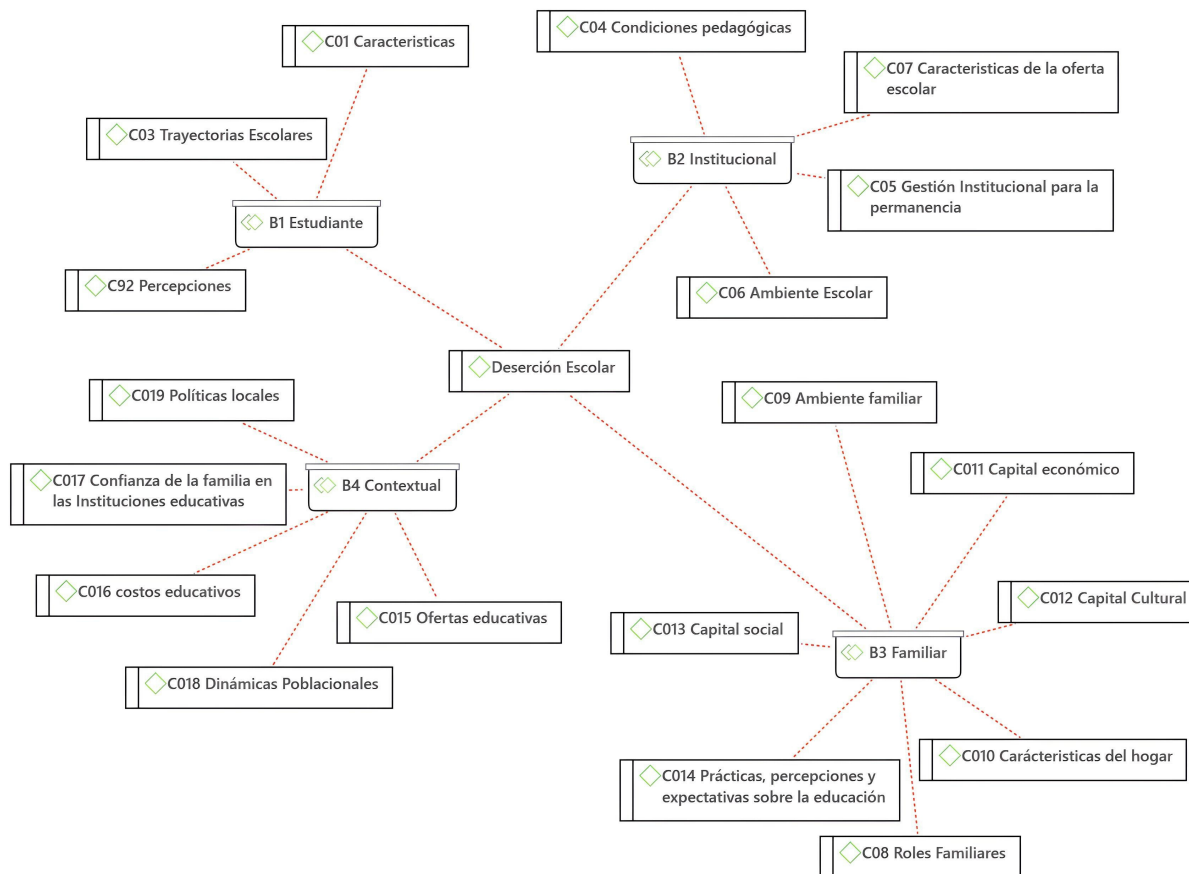 C04 Condiciones pedagógicas
C01 Caracteristicas
C07 Caracteristicas de la oferta
escolar
C03 Trayectorias Escolares
B2 Institucional
C05 Gestión Institucional para la
permanencia
B1 Estudiante
C92 Percepciones
C06 Ambiente Escolar
Deserción Escolar
C019 Políticas locales
C09 Ambiente familiar
C011 Capital económico
C017 Confianza de la familia en
las Instituciones educativas
B4 Contextual
C016 costos educativos
C015 Ofertas educativas
C012 Capital Cultural
C013 Capital social
B3 Familiar
C018 Dinámicas Poblacionales
C010 Carácteristicas del hogar
C014 Prácticas, percepciones y
expectativas sobre la educación
C08 Roles Familiares